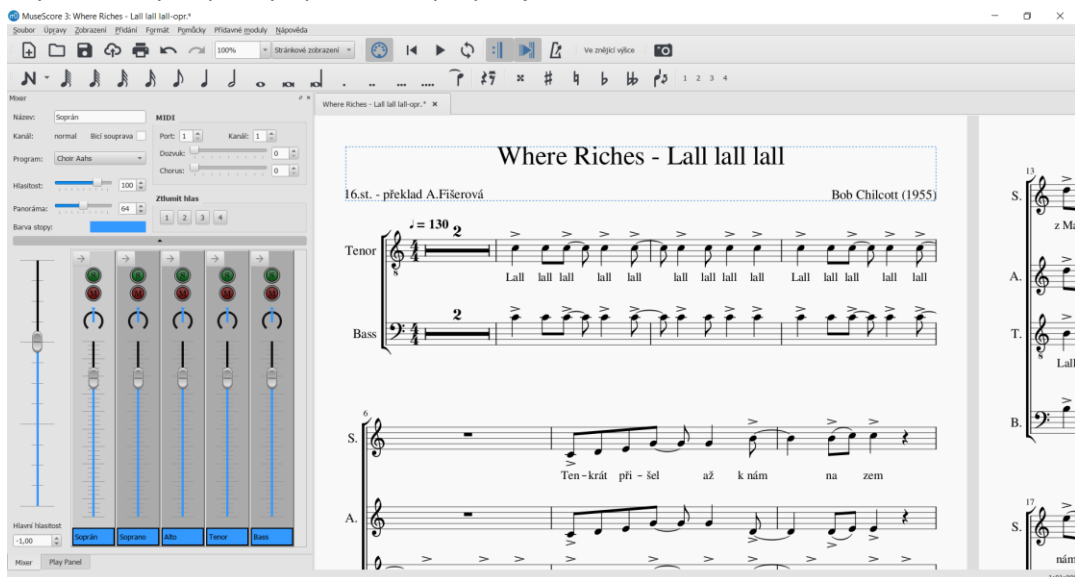 MuseScore 3: Where Riches - Lall lall lall-opr.*
Soubor Úpravy Zobrazení Přidání Formát Pomůcky Přídavné moduly Nápověda
100% Stránkové zobrazení Ve znějící výšce
1 2 3 4
Mixer
Where Riches - Lall lall lall-opr.*
Název: Soprán MIDI
Kanál: normal Bicí souprava Port: 1 Kanál: 1
Program: Choir Aahs Dozvuk: 0
Chorus: 0
Hlasitost: 100
Ztlumit hlas
Panoráma: 64
1 2 3 4
Barva stopy:
S S S S S
M M M M M
Hlavní hlasitost
-1,00
Soprán Soprano Alto Tenor Bass
Mixer Play Panel
Where Riches - Lall lall lall
16.st. - překlad A.Fišerová Bob Chilcott (1955)
= 130
2
Tenor
Lall lall lall lall lall lall lall lall lall Lall lall lall lall lall
2
Bass
6
S.
Ten - krát při - šel až k nám na zem
A.
13
S.
z Ma
A.
T.
Lall
B.
17
S.
nám